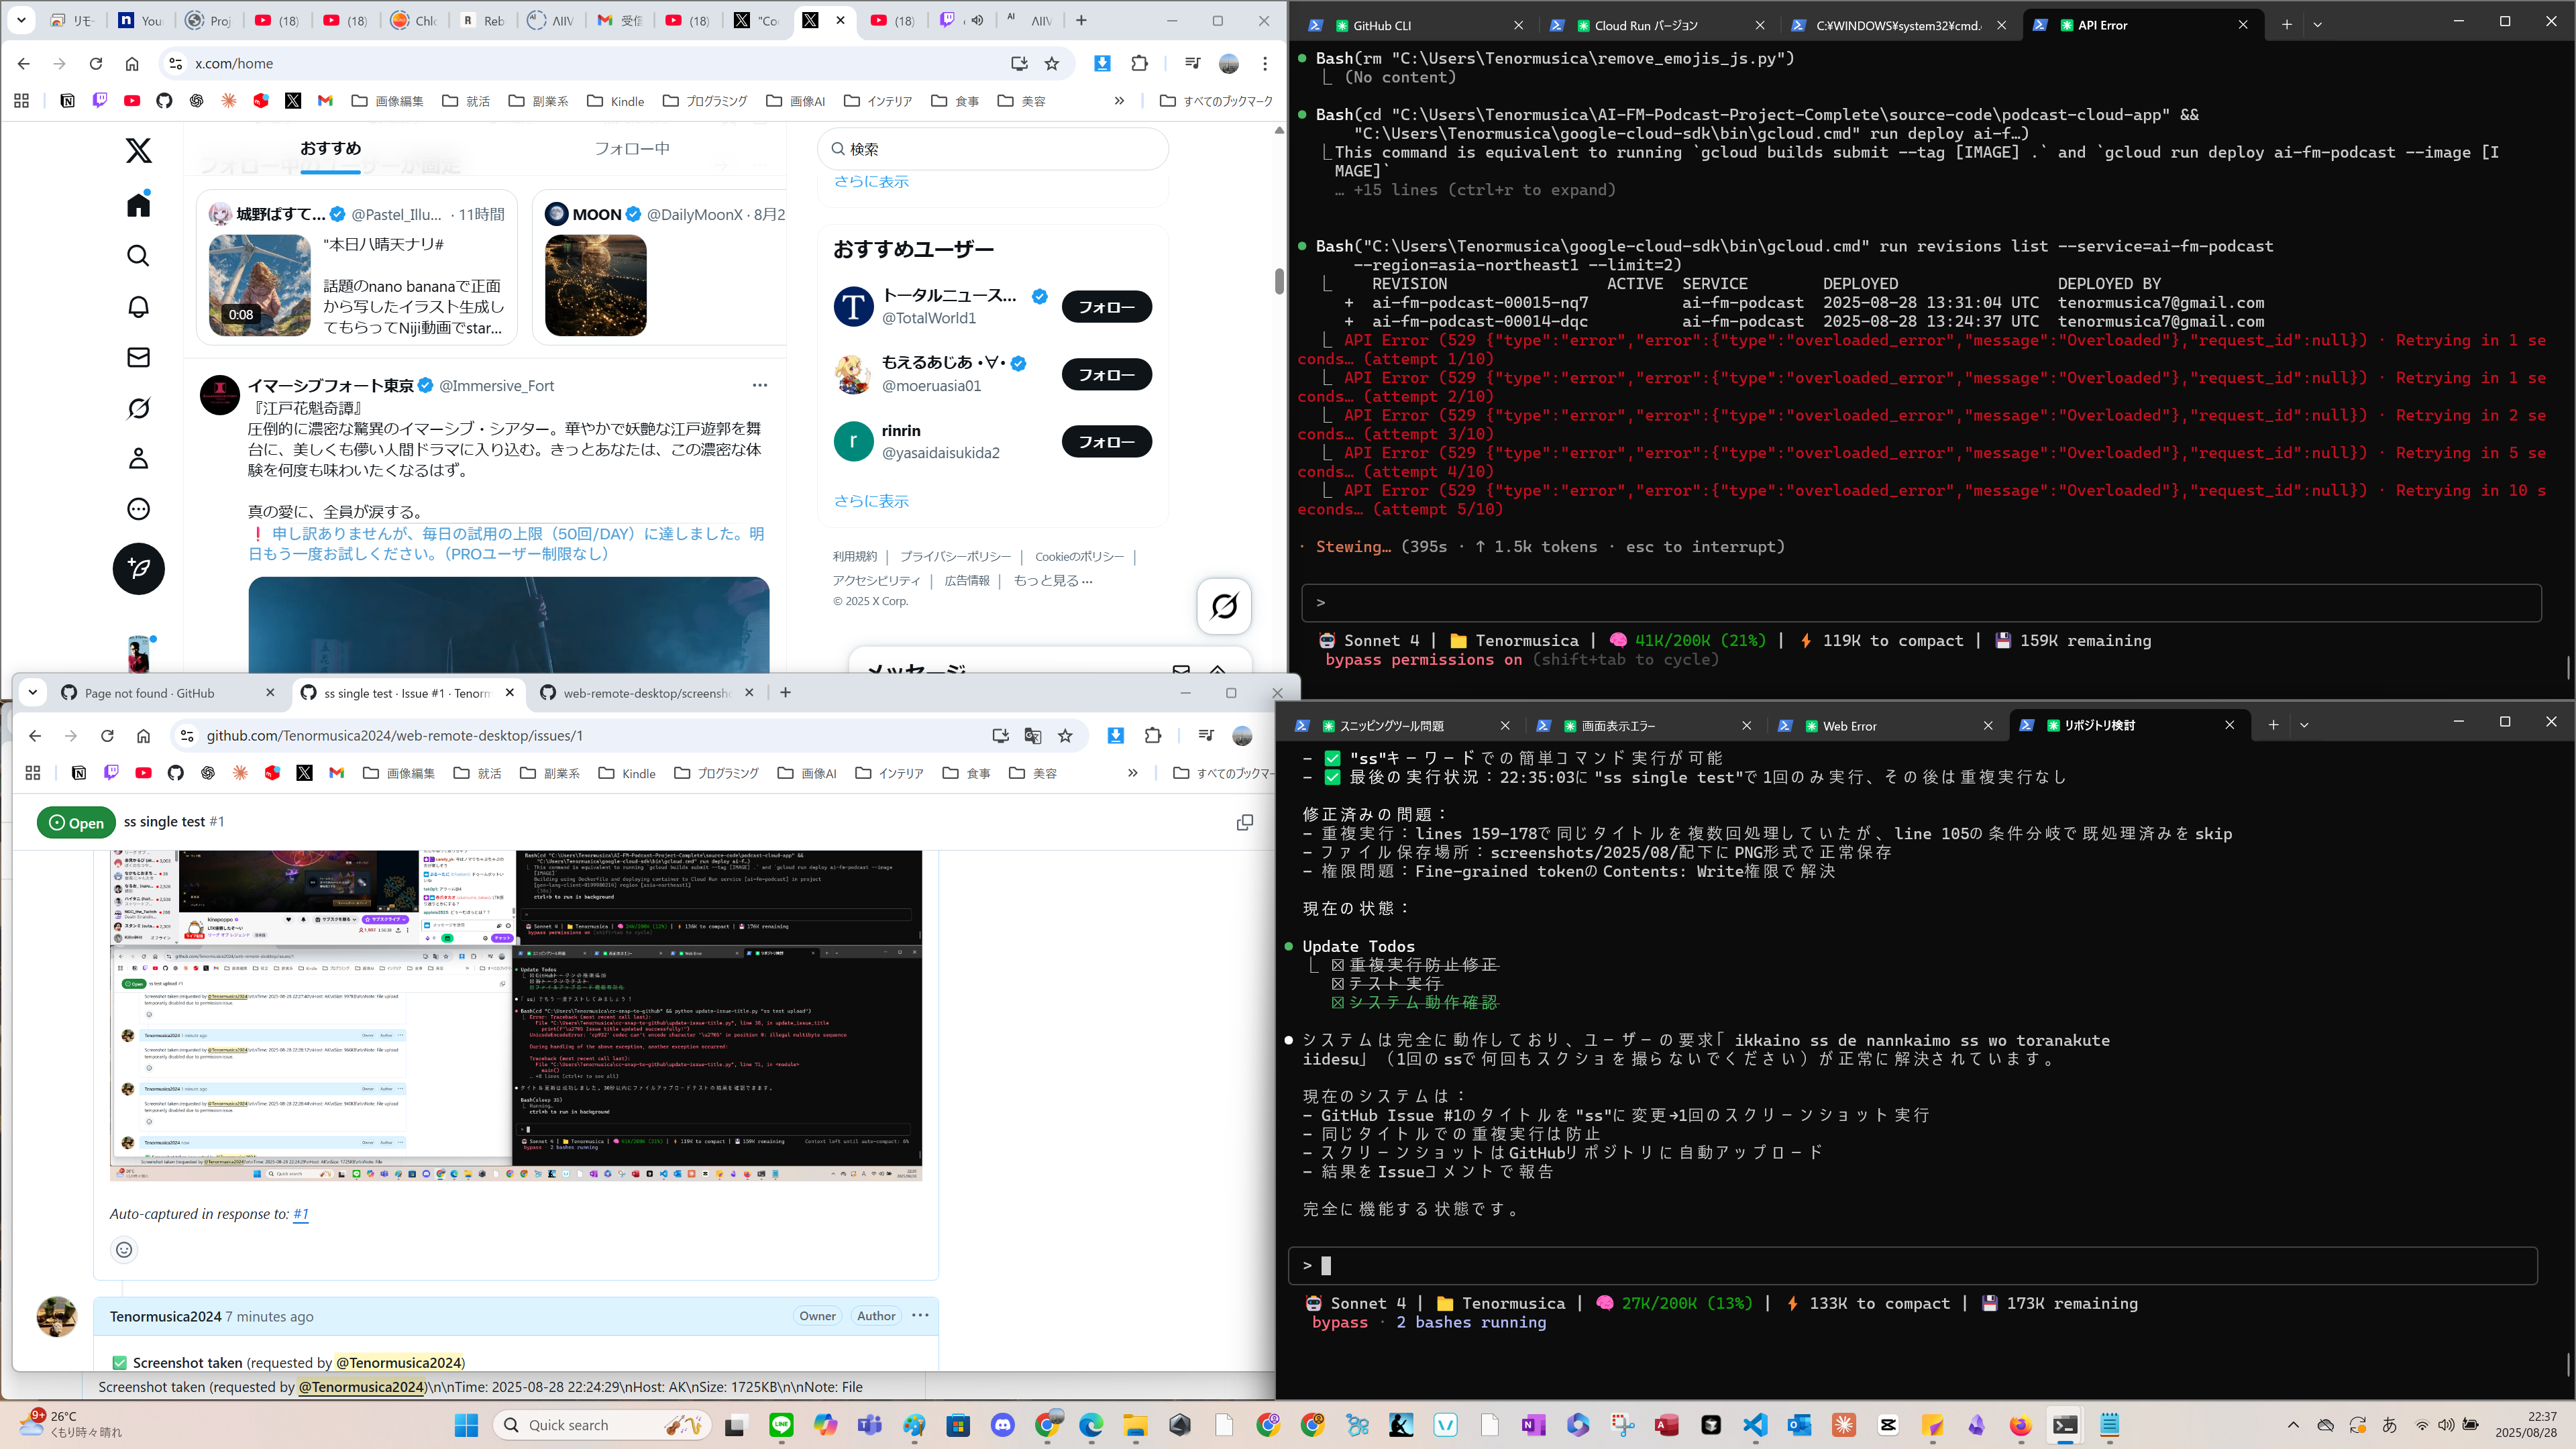 リモー
You
Proj
(18)
(18)
Chlo
Reb
AIIV
受信
(18)
"Co
(18)
AIIV
x.com/home
画像編集
就活
副業系
Kindle
プログラミング
画像AI
インテリア
食事
美容
すべてのブックマーク
おすすめ
フォロー中
城野ぱすて... @Pastel_Illu... · 11時間
"本日ハ晴天ナリ#
話題のnano bananaで正面
から写したイラスト生成し
てもらってNiji動画でstar...
0:08
MOON @DailyMoonX · 8月2
イマーシブフォート東京 @Immersive_Fort
『江戸花魁奇譚』
圧倒的に濃密な驚異のイマーシブ・シアター。華やかで妖艶な江戸遊郭を舞
台に、美しくも儚い人間ドラマに入り込む。きっとあなたは、この濃密な体
験を何度も味わいたくなるはず。
真の愛に、全員が涙する。
❗ 申し訳ありませんが、毎日の試用の上限（50回/DAY）に達しました。明
日もう一度お試しください。（PROユーザー制限なし）
検索
さらに表示
おすすめユーザー
トータルニュース...
@TotalWorld1
フォロー
もえるあじあ ・∀・
@moeruasia01
フォロー
rinrin
@yasaidaisukida2
フォロー
さらに表示
利用規約 | プライバシーポリシー | Cookieのポリシー |
アクセシビリティ | 広告情報 | もっと見る ...
© 2025 X Corp.
メッセージ
GitHub CLI
Cloud Run バージョン
C:¥WINDOWS¥system32¥cmd.
API Error
Bash(rm "C:\Users\Tenormusica\remove_emojis_js.py")
(No content)
Bash(cd "C:\Users\Tenormusica\AI-FM-Podcast-Project-Complete\source-code\podcast-cloud-app" &&
"C:\Users\Tenormusica\google-cloud-sdk\bin\gcloud.cmd" run deploy ai-f…)
This command is equivalent to running `gcloud builds submit --tag [IMAGE] .` and `gcloud run deploy ai-fm-podcast --image [I
MAGE]`
… +15 lines (ctrl+r to expand)
Bash("C:\Users\Tenormusica\google-cloud-sdk\bin\gcloud.cmd" run revisions list --service=ai-fm-podcast
--region=asia-northeast1 --limit=2)
REVISION ACTIVE SERVICE DEPLOYED DEPLOYED BY
+ ai-fm-podcast-00015-nq7 ai-fm-podcast 2025-08-28 13:31:04 UTC tenormusica7@gmail.com
+ ai-fm-podcast-00014-dqc ai-fm-podcast 2025-08-28 13:24:37 UTC tenormusica7@gmail.com
API Error (529 {"type":"error","error":{"type":"overloaded_error","message":"Overloaded"},"request_id":null}) · Retrying in 1 se
conds… (attempt 1/10)
API Error (529 {"type":"error","error":{"type":"overloaded_error","message":"Overloaded"},"request_id":null}) · Retrying in 1 se
conds… (attempt 2/10)
API Error (529 {"type":"error","error":{"type":"overloaded_error","message":"Overloaded"},"request_id":null}) · Retrying in 2 se
conds… (attempt 3/10)
API Error (529 {"type":"error","error":{"type":"overloaded_error","message":"Overloaded"},"request_id":null}) · Retrying in 5 se
conds… (attempt 4/10)
API Error (529 {"type":"error","error":{"type":"overloaded_error","message":"Overloaded"},"request_id":null}) · Retrying in 10 s
econds… (attempt 5/10)
· Stewing… (395s · ↑ 1.5k tokens · esc to interrupt)
>
Sonnet 4 | Tenormusica | 41K/200K (21%) | 119K to compact | 159K remaining
bypass permissions on (shift+tab to cycle)
Page not found · GitHub
ss single test · Issue #1 · Tenorm
web-remote-desktop/screensho
github.com/Tenormusica2024/web-remote-desktop/issues/1
画像編集
就活
副業系
Kindle
プログラミング
画像AI
インテリア
食事
美容
すべてのブックマー
Open
ss single test #1
Auto-captured in response to: #1
Tenormusica2024 7 minutes ago
Owner
Author
✅ Screenshot taken (requested by @Tenormusica2024)
Screenshot taken (requested by @Tenormusica2024)\n\nTime: 2025-08-28 22:24:29\nHost: AK\nSize: 1725KB\n\nNote: File
スニッピングツール問題
画面表示エラー
Web Error
リポジトリ検討
- ✅ "ss"キーワードでの簡単コマンド実行が可能
- ✅ 最後の実行状況：22:35:03に"ss single test"で1回のみ実行、その後は重複実行なし
修正済みの問題：
- 重複実行：lines 159-178で同じタイトルを複数回処理していたが、line 105の条件分岐で既処理済みをskip
- ファイル保存場所：screenshots/2025/08/配下にPNG形式で正常保存
- 権限問題：Fine-grained tokenのContents: Write権限で解決
現在の状態：
Update Todos
☒ 重複実行防止修正
☒ テスト実行
☒ システム動作確認
システムは完全に動作しており、ユーザーの要求「ikkaino ss de nannkaimo ss wo toranakute
iidesu」（1回のssで何回もスクショを撮らないでください）が正常に解決されています。
現在のシステムは：
- GitHub Issue #1のタイトルを"ss"に変更→1回のスクリーンショット実行
- 同じタイトルでの重複実行は防止
- スクリーンショットはGitHubリポジトリに自動アップロード
- 結果をIssueコメントで報告
完全に機能する状態です。
>
Sonnet 4 | Tenormusica | 27K/200K (13%) | 133K to compact | 173K remaining
bypass · 2 bashes running
9+
26°C
くもり時々晴れ
Quick search
あ
22:37
2025/08/28